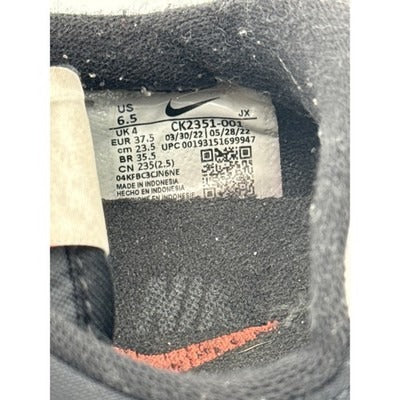 US
6.5
JX
UK 4
CK2351-001
EUR 37.5
03/30/22 05/28/22
cm 23.5
UPC 00193151699947
BR 35.5
CN 235(2.5)
04KFBC3CJN6NE
MADE IN INDONESIA
HECHO EN INDONESIA